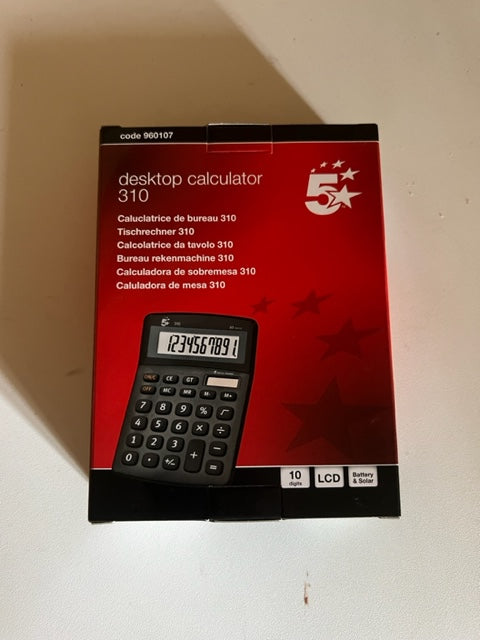 code 960107
desktop calculator
310
5
Caluclatrice de bureau 310
Tischrechner 310
Calcolatrice da tavolo 310
Bureau rekenmachine 310
Calculadora de sobremesa 310
Caluladora de mesa 310
5 310
1234567891.
ON/C CE GT
OFF MC MR M- M+
7 8 9 % √
4 5 6 × ÷
1 2 3 + −
0 · +/− =
10 digits
LCD
Battery & Solar